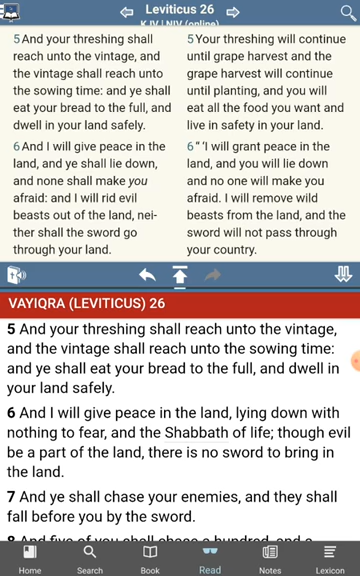 Leviticus 26
KJV | NIV (online)
5 And your threshing shall
reach unto the vintage, and
the vintage shall reach unto
the sowing time: and ye shall
eat your bread to the full, and
dwell in your land safely.
6 And I will give peace in the
land, and ye shall lie down,
and none shall make you
afraid: and I will rid evil
beasts out of the land, nei-
ther shall the sword go
through your land.
5 Your threshing will continue
until grape harvest and the
grape harvest will continue
until planting, and you will
eat all the food you want and
live in safety in your land.
6 “ ‘I will grant peace in the
land, and you will lie down
and no one will make you
afraid. I will remove wild
beasts from the land, and the
sword will not pass through
your country.
VAYIQRA (LEVITICUS) 26
5 And your threshing shall reach unto the vintage,
and the vintage shall reach unto the sowing time:
and ye shall eat your bread to the full, and dwell in
your land safely.
6 And I will give peace in the land, lying down with
nothing to fear, and the Shabbath of life; though evil
be a part of the land, there is no sword to bring in
the land.
7 And ye shall chase your enemies, and they shall
fall before you by the sword.
8 And five of you shall chase a hundred, and a
Home
Search
Book
Read
Notes
Lexicon